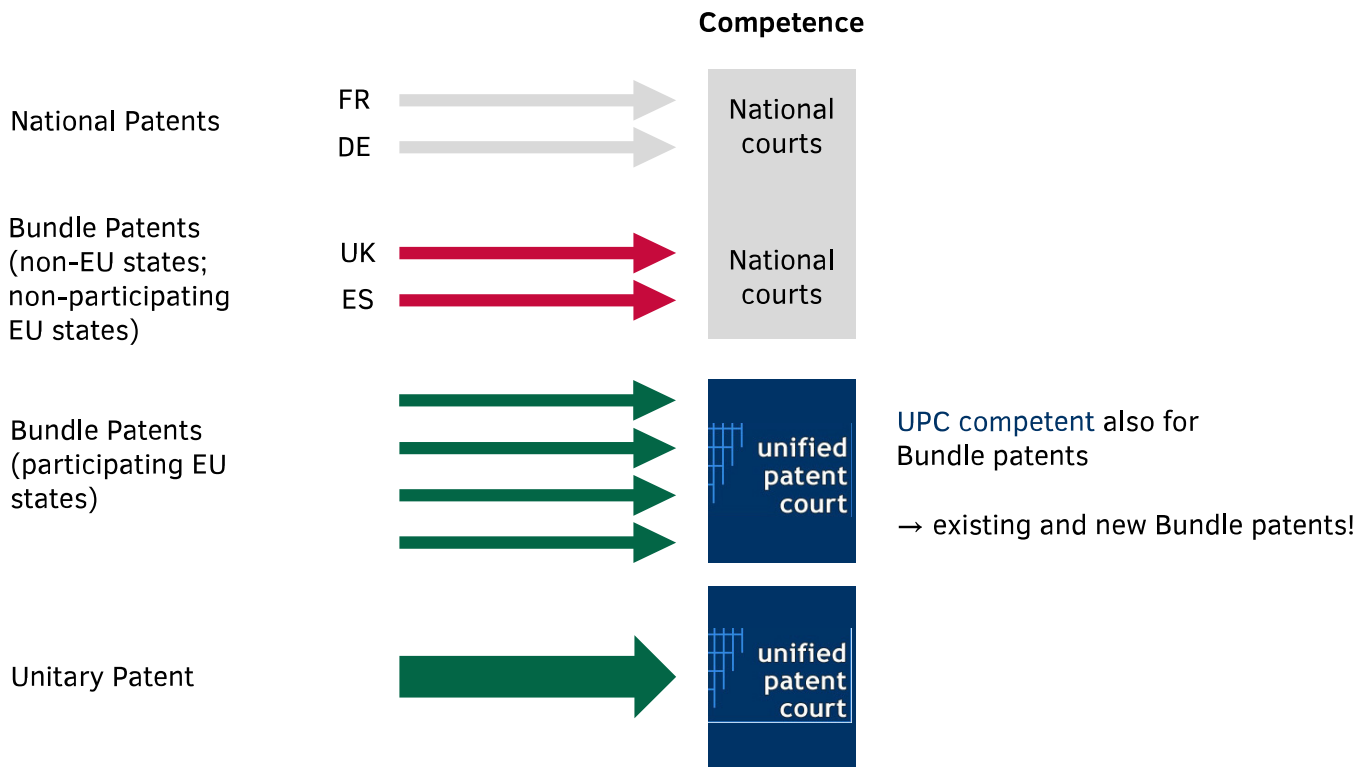 Competence
National Patents
FR
DE
National
courts
Bundle Patents
(non-EU states;
non-participating
EU states)
UK
ES
National
courts
Bundle Patents
(participating EU
states)
unified
patent
court
UPC competent also for
Bundle patents
→ existing and new Bundle patents!
Unitary Patent
unified
patent
court